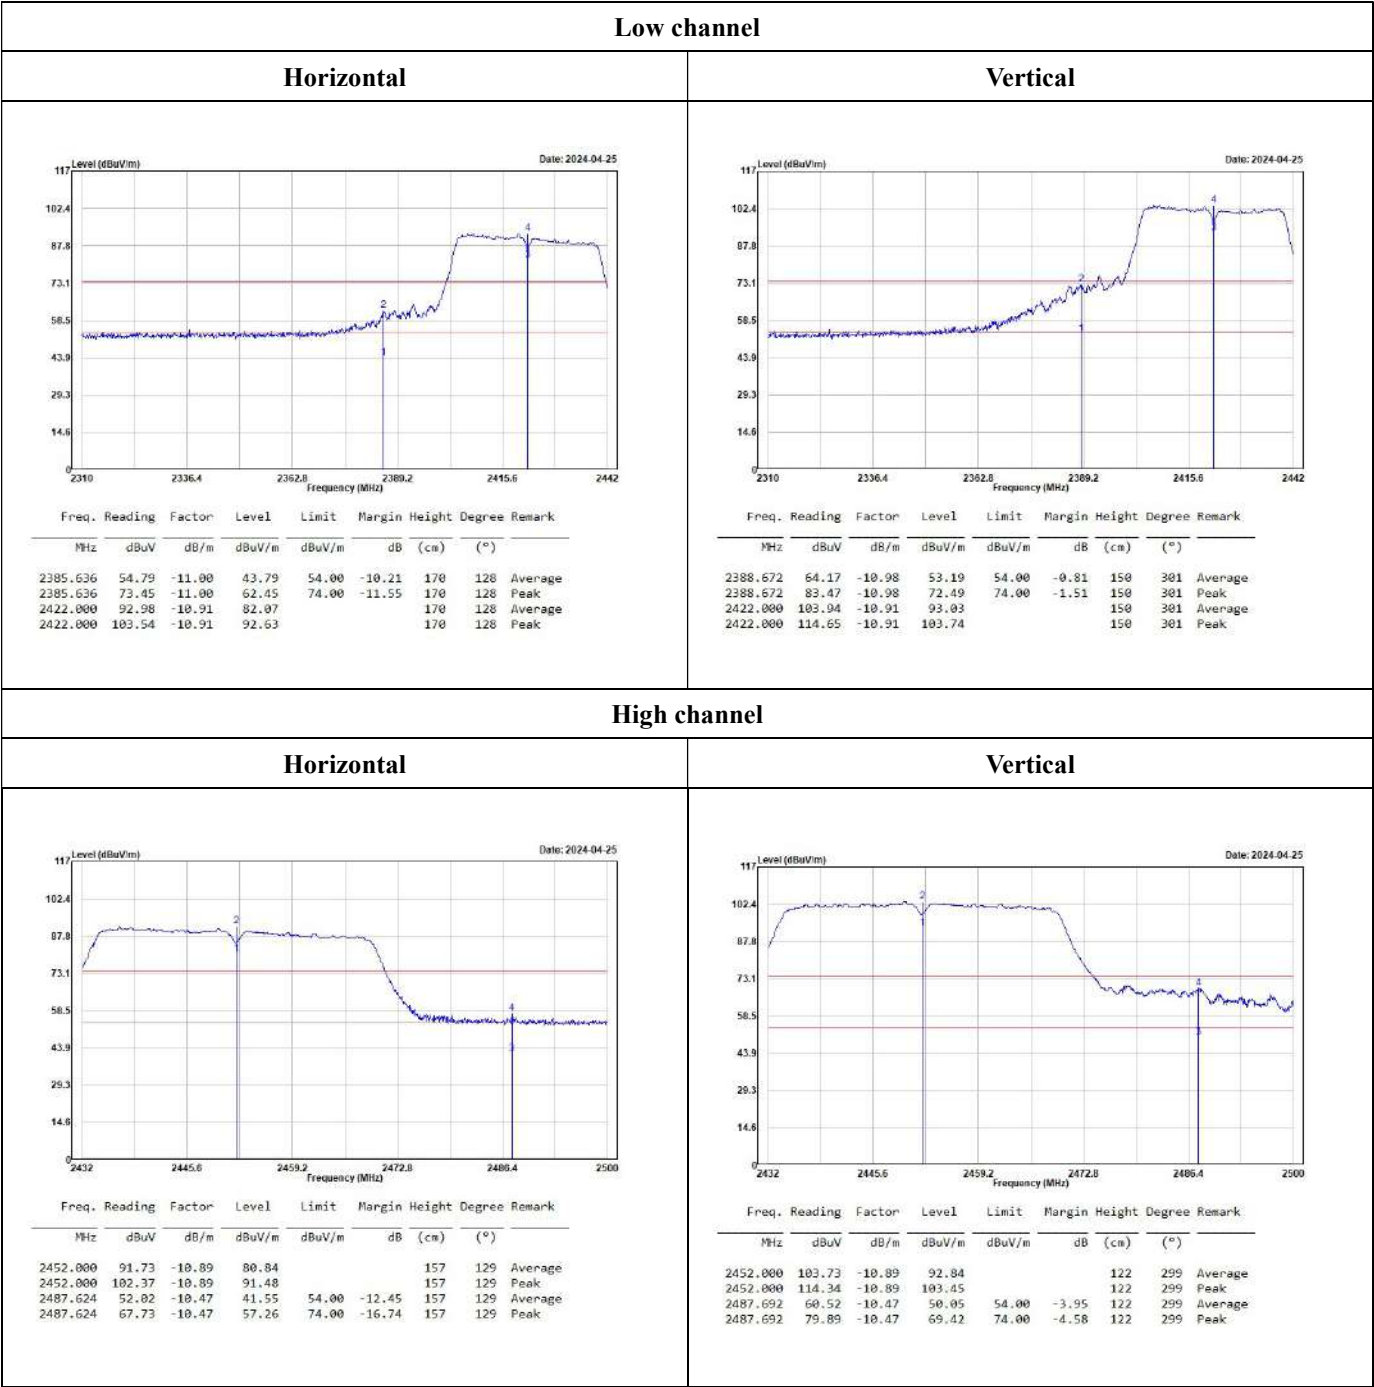 Low channel
Horizontal
Vertical
Level (dBuV/m)
Date: 2024-04-25
117
102.4
87.8
73.1
58.5
43.9
29.3
14.6
0
2310 2336.4 2362.8 2389.2 2415.6 2442
Frequency (MHz)
1
2
3
4
Freq. Reading Factor Level Limit Margin Height Degree Remark
MHz dBuV dB/m dBuV/m dBuV/m dB (cm) (°)
2385.636 54.79 -11.00 43.79 54.00 -10.21 170 128 Average
2385.636 73.45 -11.00 62.45 74.00 -11.55 170 128 Peak
2422.000 92.98 -10.91 82.07 170 128 Average
2422.000 103.54 -10.91 92.63 170 128 Peak
Level (dBuV/m)
Date: 2024-04-25
117
102.4
87.8
73.1
58.5
43.9
29.3
14.6
0
2310 2336.4 2362.8 2389.2 2415.6 2442
Frequency (MHz)
1
2
3
4
Freq. Reading Factor Level Limit Margin Height Degree Remark
MHz dBuV dB/m dBuV/m dBuV/m dB (cm) (°)
2388.672 64.17 -10.98 53.19 54.00 -0.81 150 301 Average
2388.672 83.47 -10.98 72.49 74.00 -1.51 150 301 Peak
2422.000 103.94 -10.91 93.03 150 301 Average
2422.000 114.65 -10.91 103.74 150 301 Peak
High channel
Horizontal
Vertical
Level (dBuV/m)
Date: 2024-04-25
117
102.4
87.8
73.1
58.5
43.9
29.3
14.6
0
2432 2445.6 2459.2 2472.8 2486.4 2500
Frequency (MHz)
2
3
4
Freq. Reading Factor Level Limit Margin Height Degree Remark
MHz dBuV dB/m dBuV/m dBuV/m dB (cm) (°)
2452.000 91.73 -10.89 80.84 157 129 Average
2452.000 102.37 -10.89 91.48 157 129 Peak
2487.624 52.02 -10.47 41.55 54.00 -12.45 157 129 Average
2487.624 67.73 -10.47 57.26 74.00 -16.74 157 129 Peak
Level (dBuV/m)
Date: 2024-04-25
117
102.4
87.8
73.1
58.5
43.9
29.3
14.6
0
2432 2445.6 2459.2 2472.8 2486.4 2500
Frequency (MHz)
1
2
3
4
Freq. Reading Factor Level Limit Margin Height Degree Remark
MHz dBuV dB/m dBuV/m dBuV/m dB (cm) (°)
2452.000 103.73 -10.89 92.84 122 299 Average
2452.000 114.34 -10.89 103.45 122 299 Peak
2487.692 60.52 -10.47 50.05 54.00 -3.95 122 299 Average
2487.692 79.89 -10.47 69.42 74.00 -4.58 122 299 Peak